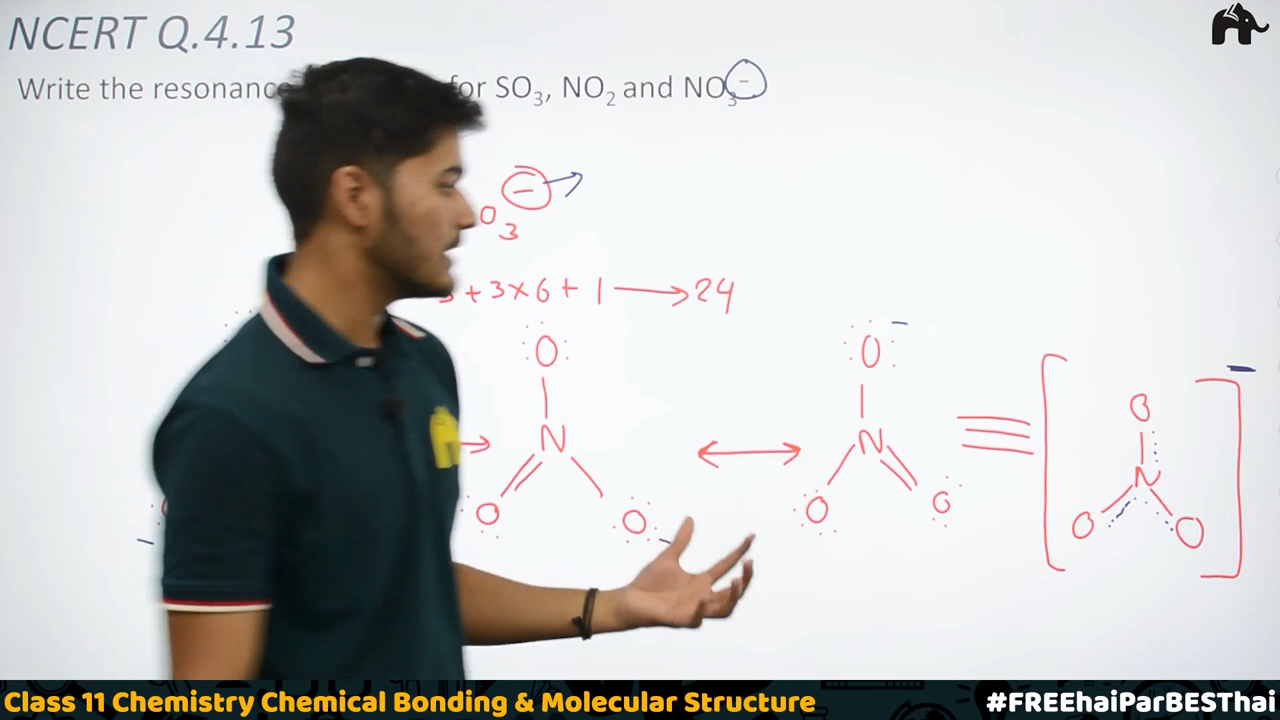 NCERT Q.4.13
Write the resonance for SO₃, NO₂ and NO₃⁻
O₃ ⁻
+ 3×6 + 1 → 24
O O ⁻ ⁻
O
N N N
O O O O O O
⁻ ⁻
Class 11 Chemistry Chemical Bonding & Molecular Structure
#FREEhaiParBESThai